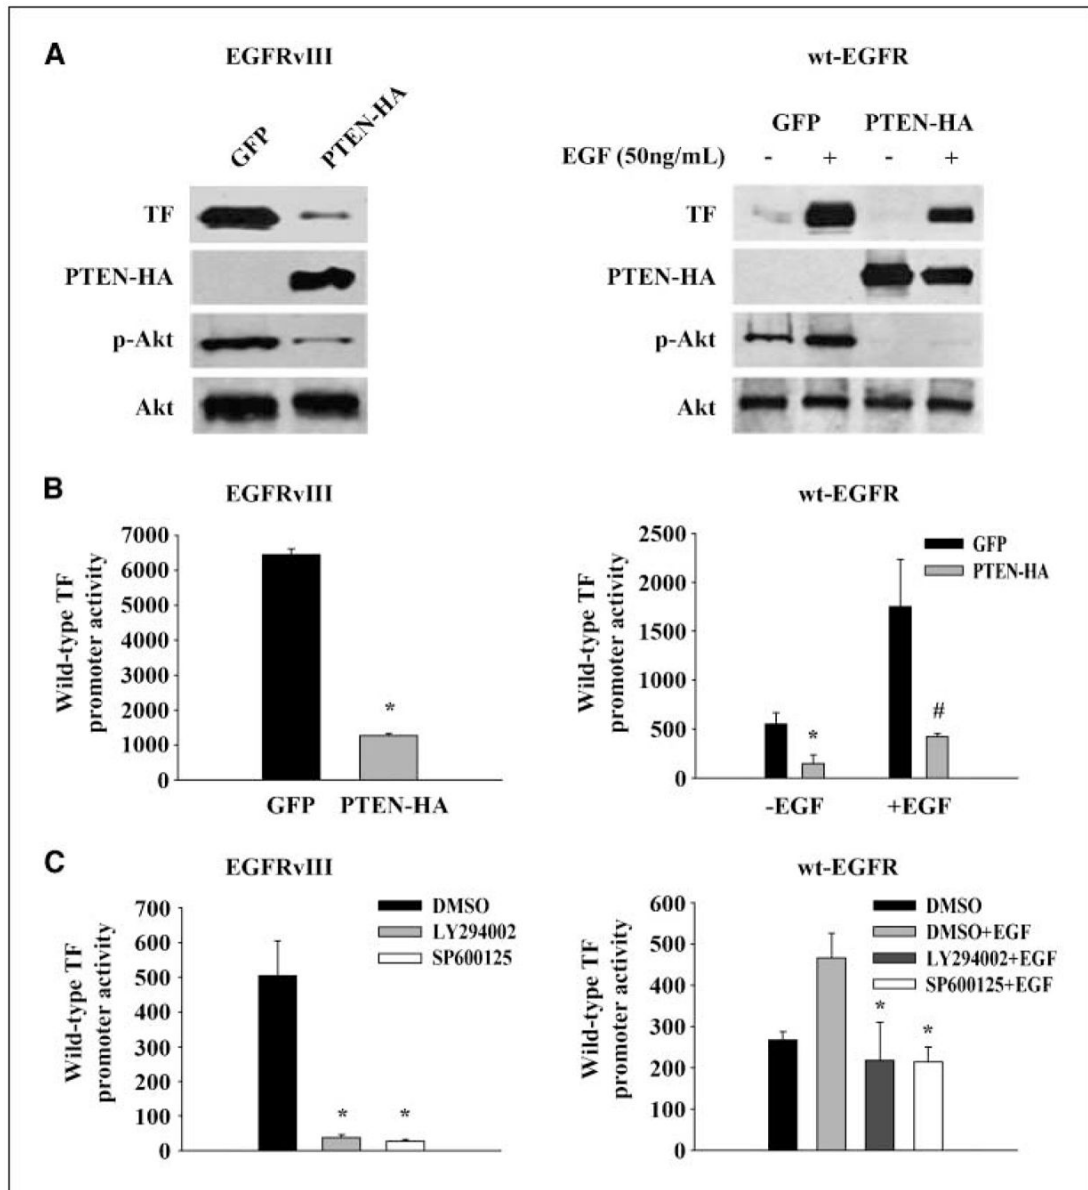 A
EGFRvIII
wt-EGFR
GFP PTEN-HA
GFP PTEN-HA
EGF (50ng/mL) - + - +
TF
PTEN-HA
p-Akt
Akt
TF
PTEN-HA
p-Akt
Akt
B
EGFRvIII
Wild-type TF
promoter activity
7000
6000
5000
4000
3000
2000
1000
0
*
GFP PTEN-HA
wt-EGFR
Wild-type TF
promoter activity
2500
2000
1500
1000
500
0
GFP
PTEN-HA
* #
-EGF +EGF
C
EGFRvIII
Wild-type TF
promoter activity
700
600
500
400
300
200
100
0
DMSO
LY294002
SP600125
* *
wt-EGFR
Wild-type TF
promoter activity
600
500
400
300
200
100
0
DMSO
DMSO+EGF
LY294002+EGF
SP600125+EGF
* *